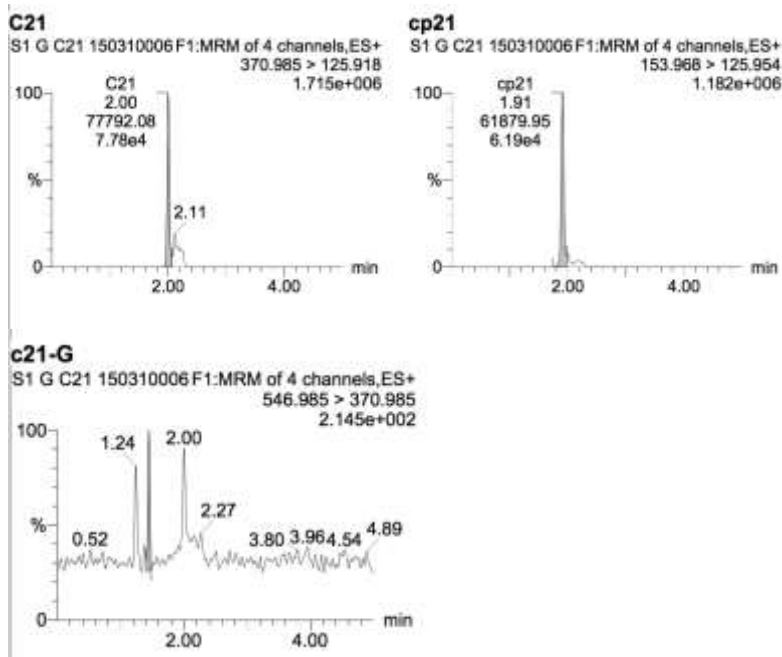 C21
S1 G C21 150310006 F1:MRM of 4 channels,ES+
370.985 > 125.918
1.715e+006
100
C21
2.00
77792.08
7.78e4
%
2.11
0
min
2.00
4.00
cp21
S1 G C21 150310006 F1:MRM of 4 channels,ES+
153.968 > 125.954
1.182e+006
100
cp21
1.91
61879.95
6.19e4
%
0
min
2.00
4.00
c21-G
S1 G C21 150310006 F1:MRM of 4 channels,ES+
546.985 > 370.985
2.145e+002
100
1.24
2.00
%
2.27
0.52
3.80
3.96
4.54
4.89
0
min
2.00
4.00